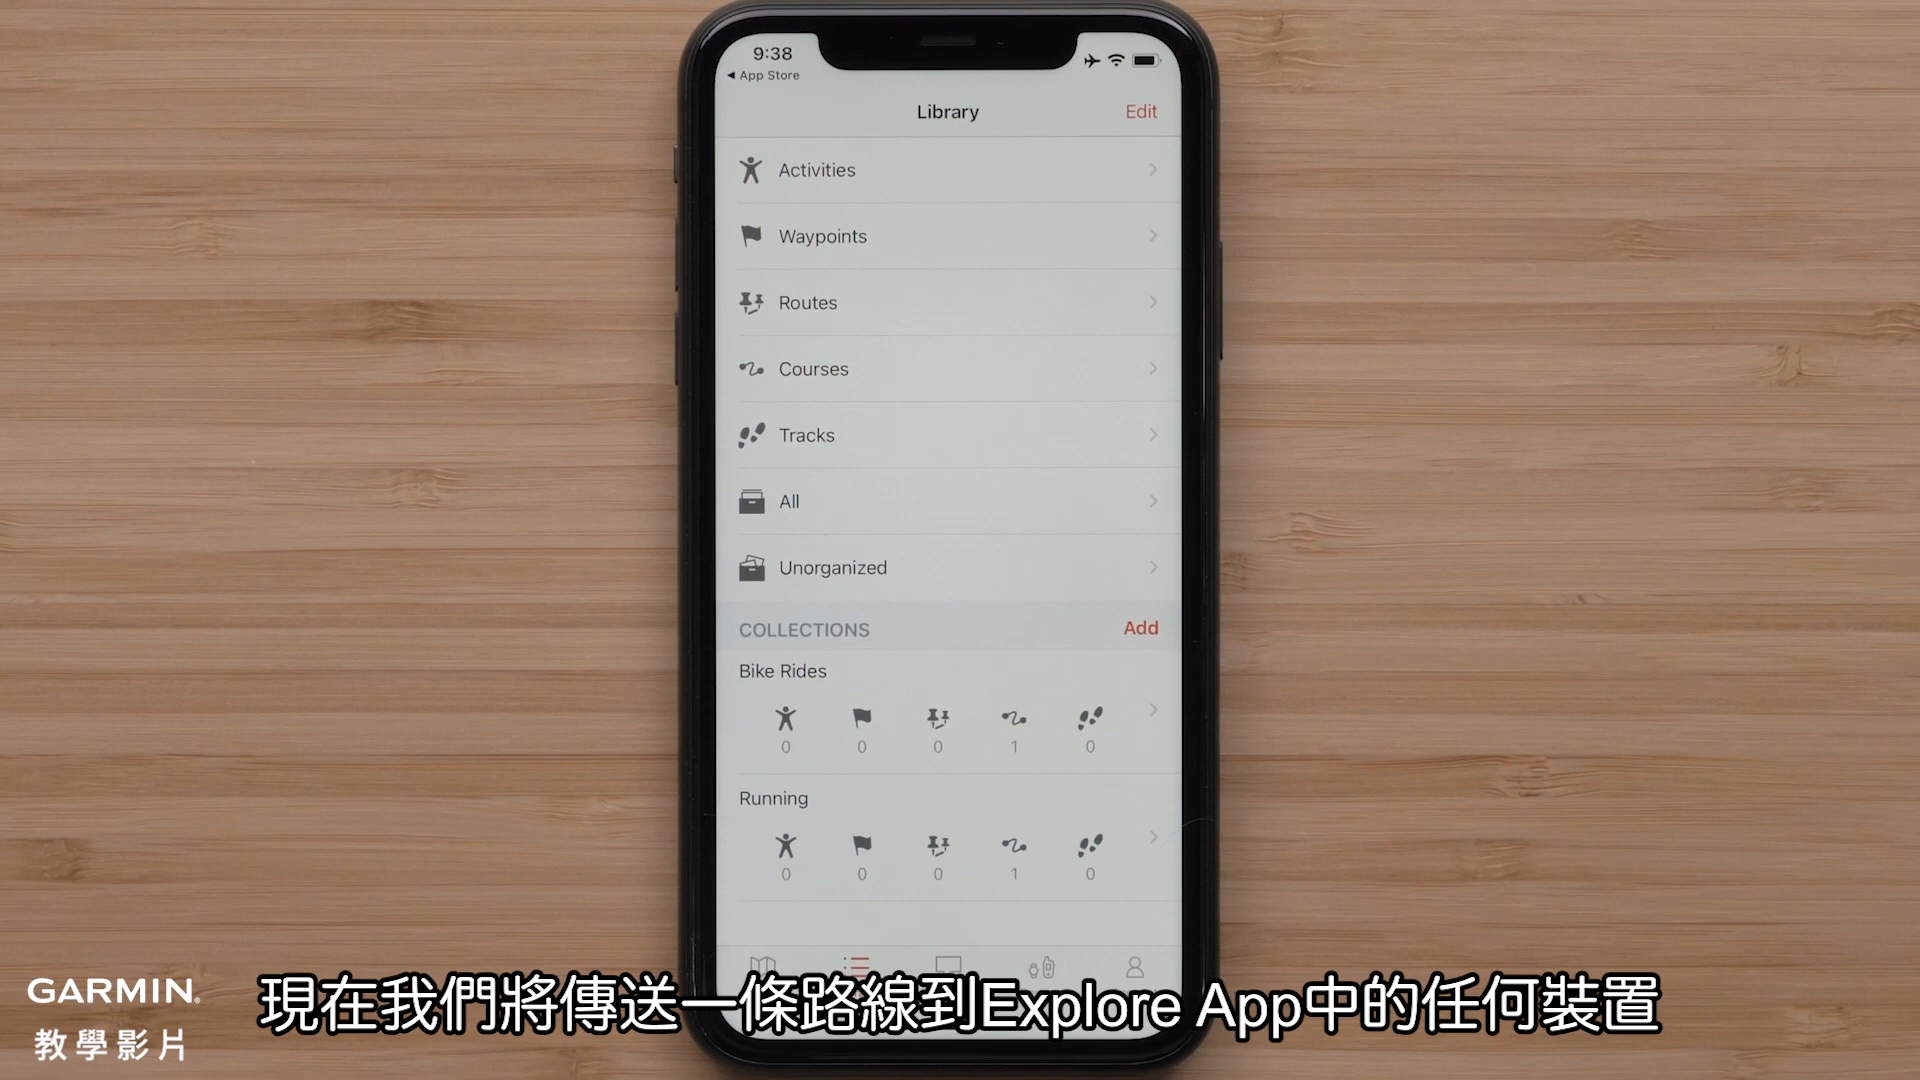 9:38
◀ App Store
Library
Edit
Activities
Waypoints
Routes
Courses
Tracks
All
Unorganized
COLLECTIONS
Add
Bike Rides
0 0 0 1 0
Running
0 0 0 1 0
GARMIN®
教學影片
現在我們將傳送一條路線到Explore App中的任何裝置